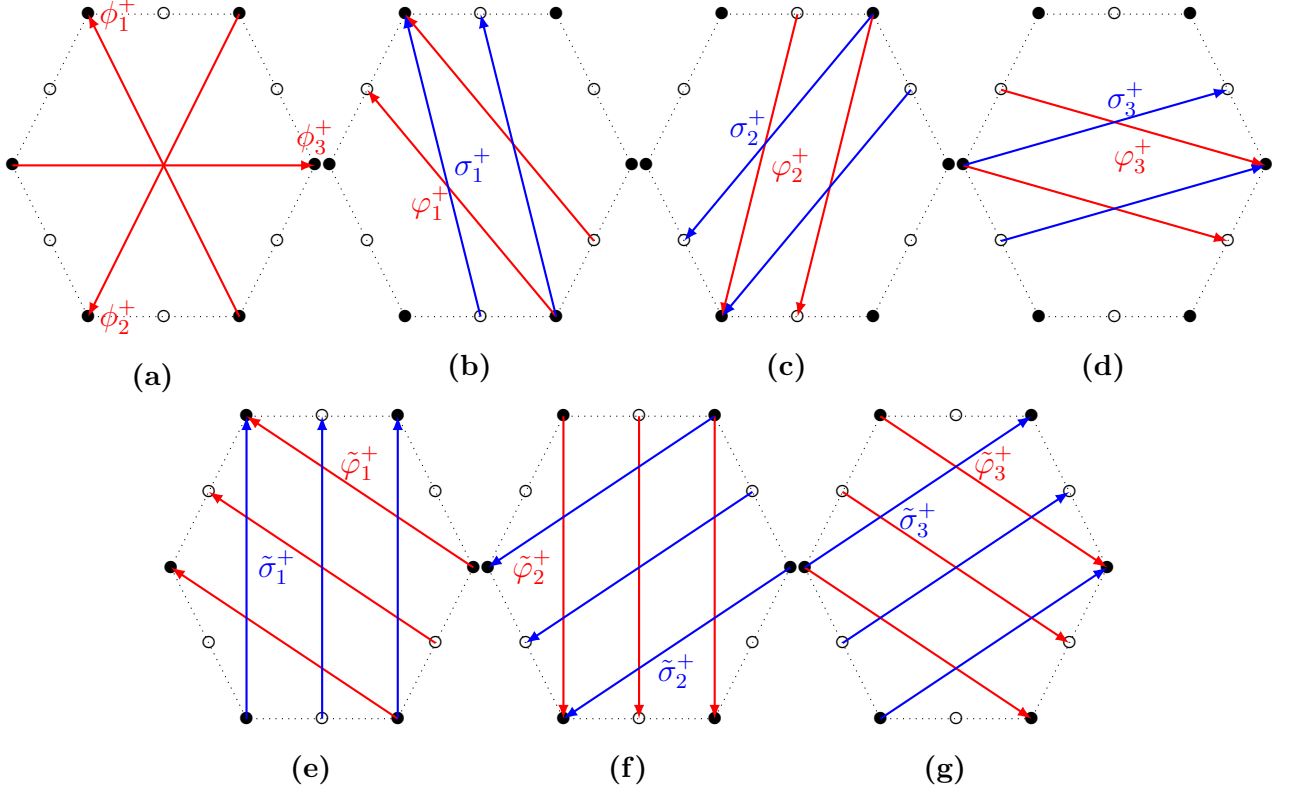 ϕ₁⁺
ϕ₃⁺
ϕ₂⁺
(a)
σ₁⁺
φ₁⁺
(b)
σ₂⁺
φ₂⁺
(c)
σ₃⁺
φ₃⁺
(d)
φ̃₁⁺
σ̃₁⁺
(e)
φ̃₂⁺
σ̃₂⁺
(f)
φ̃₃⁺
σ̃₃⁺
(g)